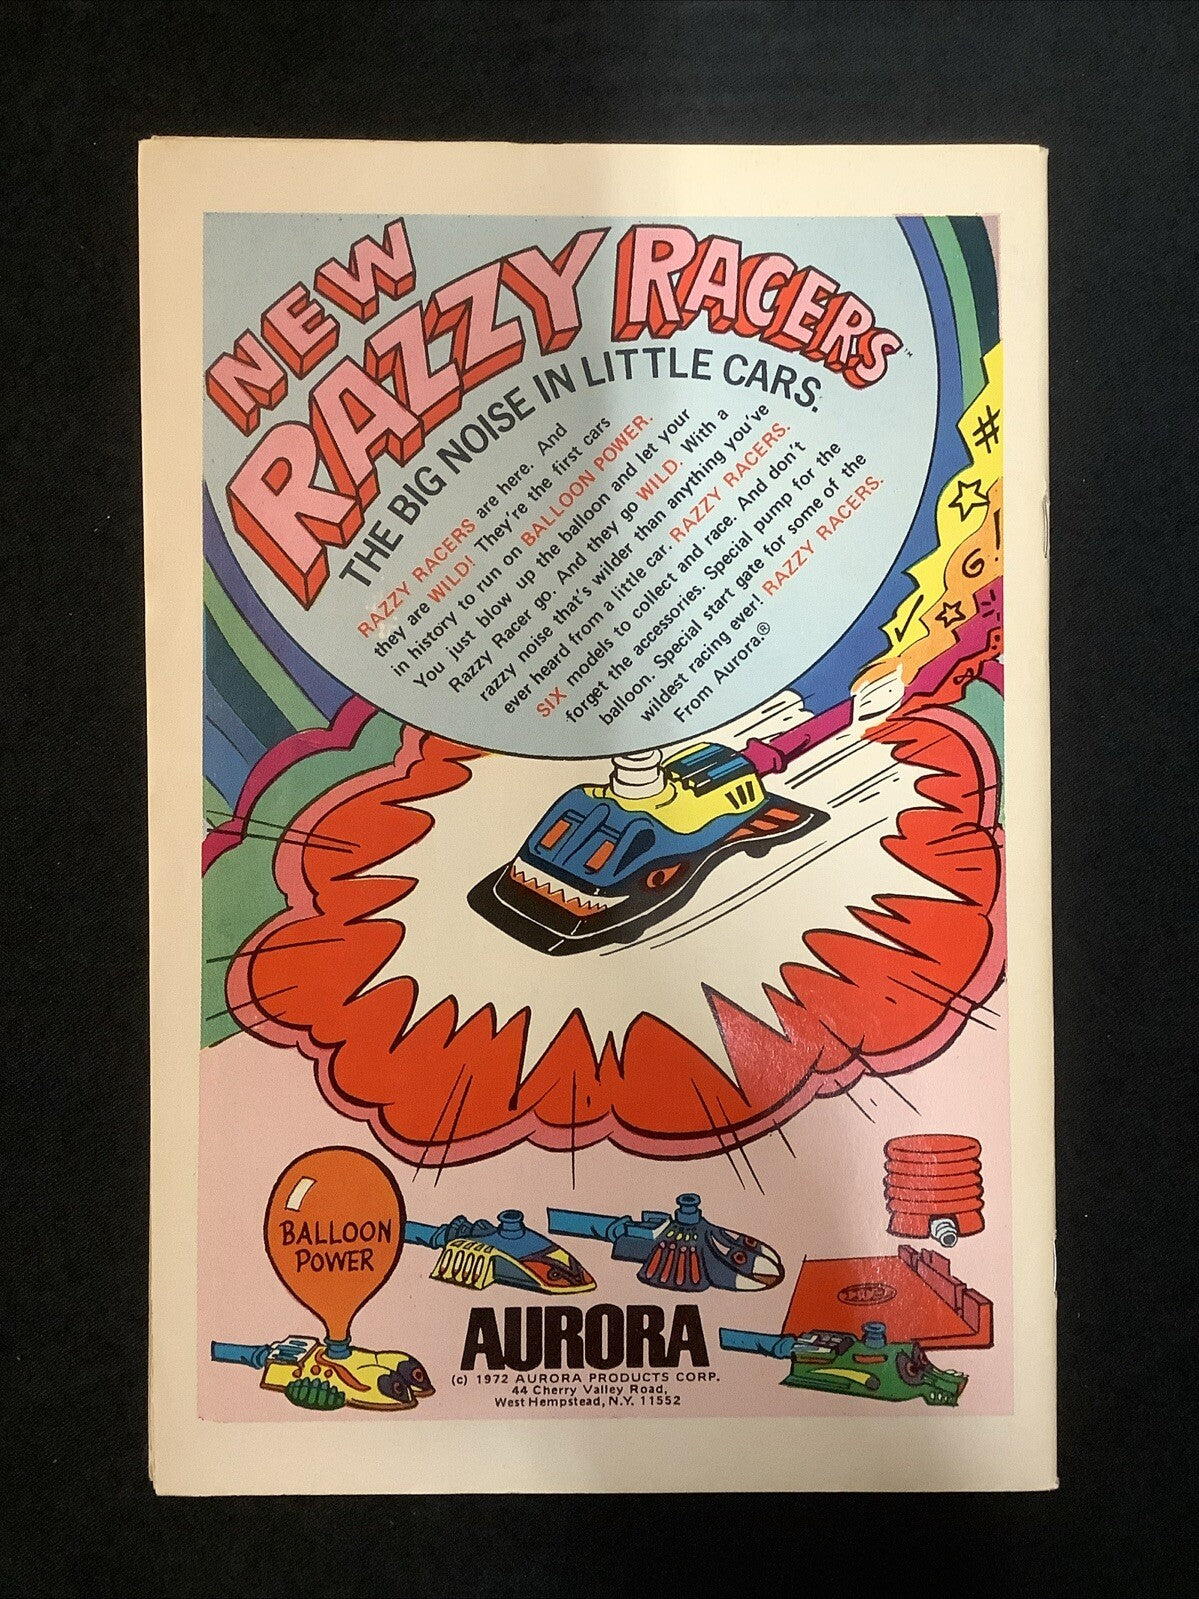 NEW
RAZZY RACERS™
THE BIG NOISE IN LITTLE CARS.
RAZZY RACERS are here. And
they are WILD! They're the first cars
in history to run on BALLOON POWER.
You just blow up the balloon and let your
Razzy Racer go. And they go WILD. With a
razzy noise that's wilder than anything you've
ever heard from a little car. RAZZY RACERS.
SIX models to collect and race. And don't
forget the accessories. Special pump for the
balloon. Special start gate for some of the
wildest racing ever! RAZZY RACERS.
From Aurora.®
BALLOON
POWER
AURORA
(c) 1972 AURORA PRODUCTS CORP.
44 Cherry Valley Road,
West Hempstead, N.Y. 11552